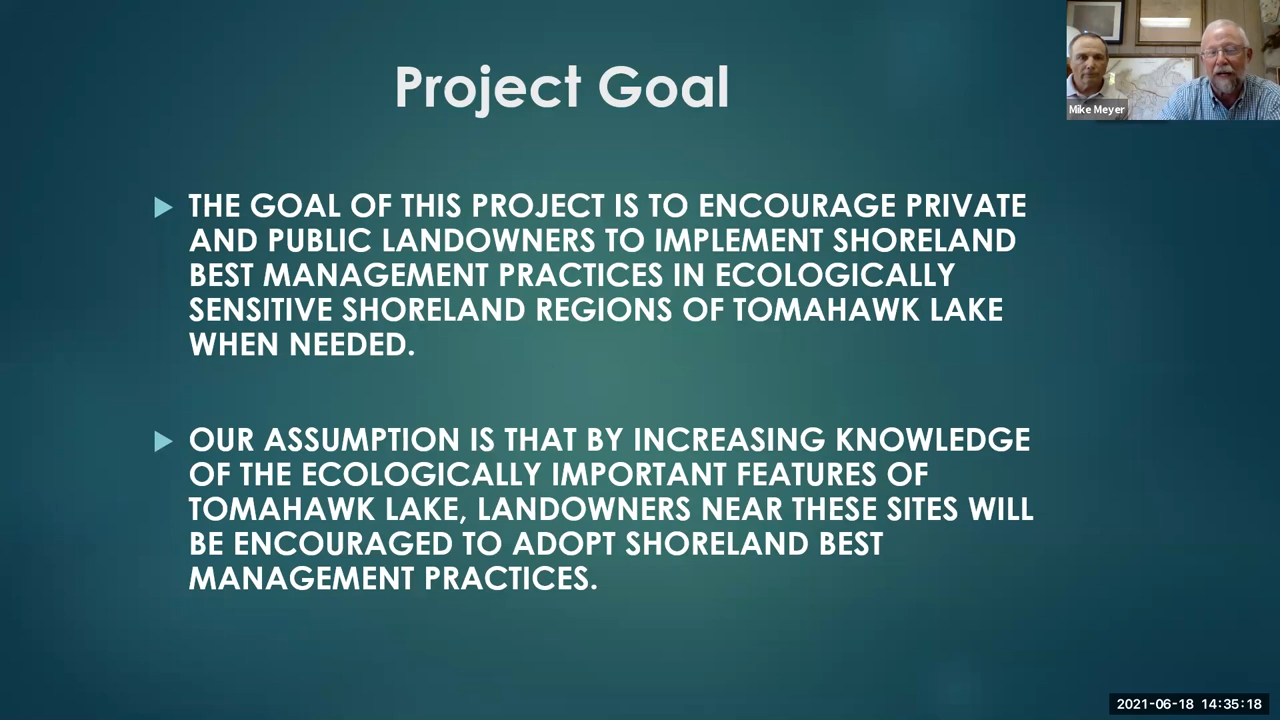 Project Goal
THE GOAL OF THIS PROJECT IS TO ENCOURAGE PRIVATE
AND PUBLIC LANDOWNERS TO IMPLEMENT SHORELAND
BEST MANAGEMENT PRACTICES IN ECOLOGICALLY
SENSITIVE SHORELAND REGIONS OF TOMAHAWK LAKE
WHEN NEEDED.
OUR ASSUMPTION IS THAT BY INCREASING KNOWLEDGE
OF THE ECOLOGICALLY IMPORTANT FEATURES OF
TOMAHAWK LAKE, LANDOWNERS NEAR THESE SITES WILL
BE ENCOURAGED TO ADOPT SHORELAND BEST
MANAGEMENT PRACTICES.
Mike Meyer
2021-06-18 14:35:18